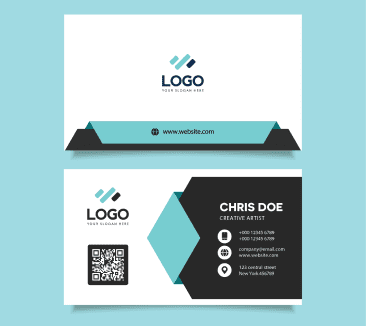 LOGO
YOUR SLOGAN HERE
www.website.com
LOGO
YOUR SLOGAN HERE
CHRIS DOE
CREATIVE ARTIST
+000 12345 6789
+000 12345 6789
company@email.com
www.website.com
123 central street
New York 456789